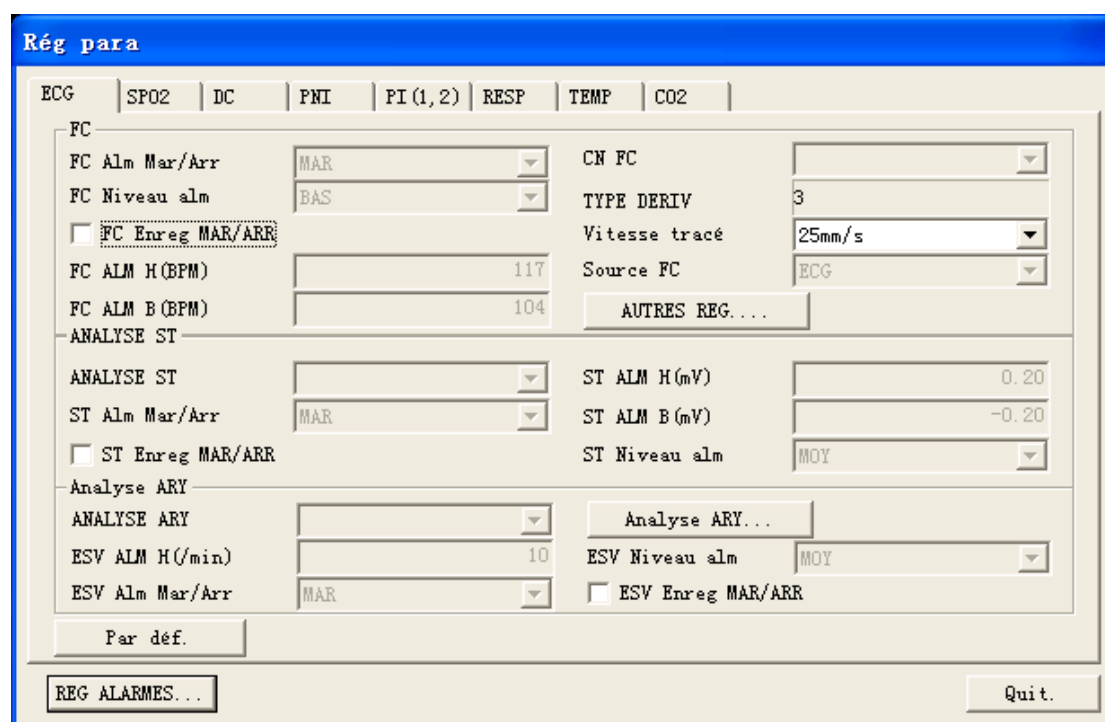 Rég para
ECG SPO2 DC PNI PI(1,2) RESP TEMP CO2
FC
FC Alm Mar/Arr MAR CN FC
FC Niveau alm BAS TYPE DERIV 3
FC Enreg MAR/ARR Vitesse tracé 25mm/s
FC ALM H(BPM) 117 Source FC ECG
FC ALM B(BPM) 104 AUTRES REG....
ANALYSE ST
ANALYSE ST ST ALM H(mV) 0.20
ST Alm Mar/Arr MAR ST ALM B(mV) -0.20
ST Enreg MAR/ARR ST Niveau alm MOY
Analyse ARY
ANALYSE ARY Analyse ARY...
ESV ALM H(/min) 10 ESV Niveau alm MOY
ESV Alm Mar/Arr MAR ESV Enreg MAR/ARR
Par déf.
REG ALARMES... Quit.